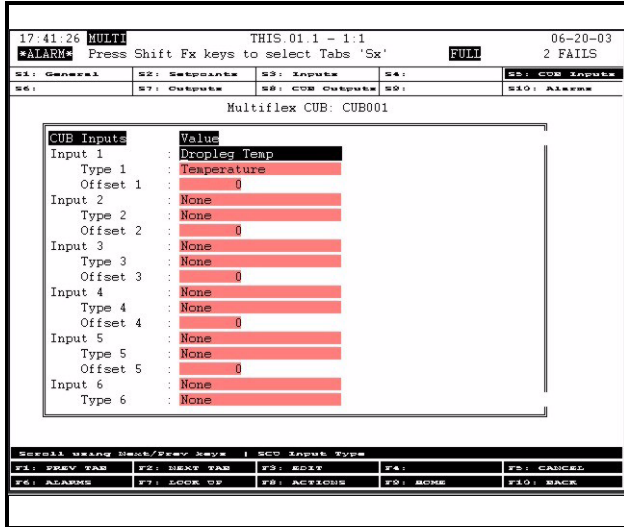 17:41:26 MULTI THIS.01.1 - 1:1 06-20-03
*ALARM* Press Shift Fx keys to select Tabs 'Sx' FULL 2 FAILS
S1: General S2: Setpoints S3: Inputs S4: S5: CUB Inputs
S6: S7: Outputs S8: CUB Outputs S9: S10: Alarms
Multiflex CUB: CUB001
CUB Inputs Value
Input 1 : Dropleg Temp
Type 1 : Temperature
Offset 1 : 0
Input 2 : None
Type 2 : None
Offset 2 : 0
Input 3 : None
Type 3 : None
Offset 3 : 0
Input 4 : None
Type 4 : None
Offset 4 : 0
Input 5 : None
Type 5 : None
Offset 5 : 0
Input 6 : None
Type 6 : None
Scroll using Next/Prev keys | SCU Input Type
F1: PREV TAB F2: NEXT TAB F3: EDIT F4: F5: CANCEL
F6: ALARMS F7: LOOK UP F8: ACTIONS F9: HOME F10: BACK